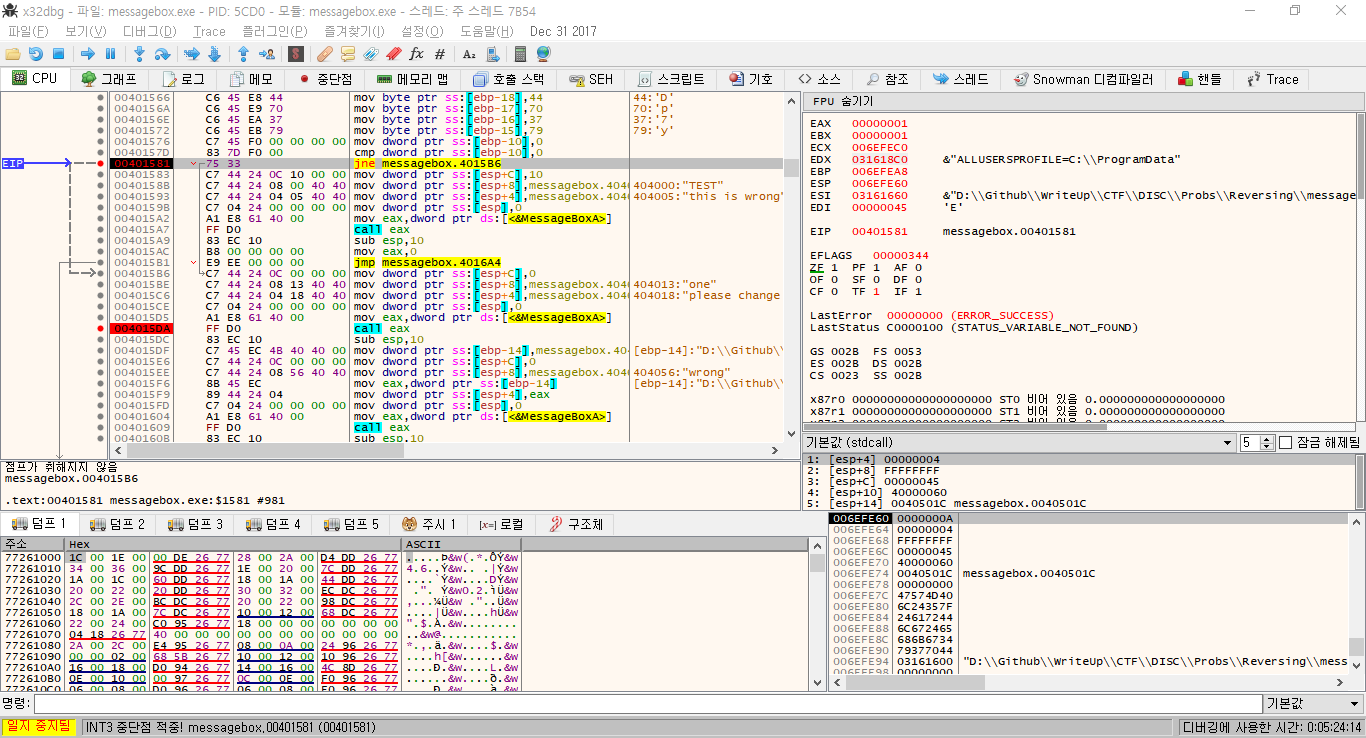 x32dbg - 파일: messagebox.exe - PID: 5CD0 - 모듈: messagebox.exe - 스레드: 주 스레드 7B54
파일(F) 보기(V) 디버그(D) Trace 플러그인(P) 즐겨찾기(I) 설정(O) 도움말(H) Dec 31 2017
CPU 그래프 로그 메모 중단점 메모리 맵 호출 스택 SEH 스크립트 기호 소스 참조 스레드 Snowman 디컴파일러 핸들 Trace
00401566 C6 45 E8 44 mov byte ptr ss:[ebp-18],44 44:'D'
0040156A C6 45 E9 70 mov byte ptr ss:[ebp-17],70 70:'p'
0040156E C6 45 EA 37 mov byte ptr ss:[ebp-16],37 37:'7'
00401572 C6 45 EB 79 mov byte ptr ss:[ebp-15],79 79:'y'
00401576 C7 45 F0 00 00 00 00 mov dword ptr ss:[ebp-10],0
0040157D 83 7D F0 00 cmp dword ptr ss:[ebp-10],0
EIP 00401581 75 33 jne messagebox.4015B6
00401583 C7 44 24 0C 10 00 00 mov dword ptr ss:[esp+C],10
0040158B C7 44 24 08 00 40 40 mov dword ptr ss:[esp+8],messagebox.404 404000:"TEST"
00401593 C7 44 24 04 05 40 40 mov dword ptr ss:[esp+4],messagebox.404 404005:"this is wrong"
0040159B C7 04 24 00 00 00 00 mov dword ptr ss:[esp],0
004015A2 A1 E8 61 40 00 mov eax,dword ptr ds:[<&MessageBoxA>]
004015A7 FF D0 call eax
004015A9 83 EC 10 sub esp,10
004015AC B8 00 00 00 00 mov eax,0
004015B1 E9 EE 00 00 00 jmp messagebox.4016A4
004015B6 C7 44 24 0C 00 00 00 mov dword ptr ss:[esp+C],0
004015BE C7 44 24 08 13 40 40 mov dword ptr ss:[esp+8],messagebox.404 404013:"one"
004015C6 C7 44 24 04 18 40 40 mov dword ptr ss:[esp+4],messagebox.404 404018:"please change
004015CE C7 04 24 00 00 00 00 mov dword ptr ss:[esp],0
004015D5 A1 E8 61 40 00 mov eax,dword ptr ds:[<&MessageBoxA>]
004015DA FF D0 call eax
004015DC 83 EC 10 sub esp,10
004015DF C7 45 EC 4B 40 40 00 mov dword ptr ss:[ebp-14],messagebox.40 [ebp-14]:"D:\\Github\\
004015E6 C7 44 24 0C 00 00 00 mov dword ptr ss:[esp+C],0
004015EE C7 44 24 08 56 40 40 mov dword ptr ss:[esp+8],messagebox.404 404056:"wrong"
004015F6 8B 45 EC mov eax,dword ptr ss:[ebp-14] [ebp-14]:"D:\\Github\\
004015F9 89 44 24 04 mov dword ptr ss:[esp+4],eax
004015FD C7 04 24 00 00 00 00 mov dword ptr ss:[esp],0
00401604 A1 E8 61 40 00 mov eax,dword ptr ds:[<&MessageBoxA>]
00401609 FF D0 call eax
0040160B 83 EC 10 sub esp,10
FPU 숨기기
EAX 00000001
EBX 00000001
ECX 006EFEC0
EDX 031618C0 &"ALLUSERSPROFILE=C:\\ProgramData"
EBP 006EFEA8
ESP 006EFE60
ESI 03161660 &"D:\\Github\\WriteUp\\CTF\\DISC\\Probs\\Reversing\\message
EDI 00000045 'E'
EIP 00401581 messagebox.00401581
EFLAGS 00000344
ZF 1 PF 1 AF 0
OF 0 SF 0 DF 0
CF 0 TF 1 IF 1
LastError 00000000 (ERROR_SUCCESS)
LastStatus C0000100 (STATUS_VARIABLE_NOT_FOUND)
GS 002B FS 0053
ES 002B DS 002B
CS 0023 SS 002B
x87r0 00000000000000000000 ST0 비어 있음 0.000000000000000000
x87r1 00000000000000000000 ST1 비어 있음 0.000000000000000000
기본값 (stdcall) 5 잠금 해제됨
1: [esp+4] 00000004
2: [esp+8] FFFFFFFF
3: [esp+C] 00000045
4: [esp+10] 40000060
5: [esp+14] 0040501C messagebox.0040501C
점프가 취해지지 않음
messagebox.004015B6
.text:00401581 messagebox.exe:$1581 #981
덤프 1 덤프 2 덤프 3 덤프 4 덤프 5 주시 1 [x=] 로컬 구조체
주소 Hex ASCII
77261000 1C 00 1E 00 00 DE 26 77 28 00 2A 00 D4 DD 26 77
77261010 34 00 36 00 9C DD 26 77 1E 00 20 00 7C DD 26 77
77261020 1A 00 1C 00 60 DD 26 77 18 00 1A 00 44 DD 26 77
77261030 20 00 22 00 20 DD 26 77 30 00 32 00 EC DC 26 77
77261040 2C 00 2E 00 BC DC 26 77 20 00 22 00 98 DC 26 77
77261050 18 00 1A 00 7C DC 26 77 10 00 12 00 68 DC 26 77
77261060 22 00 24 00 C0 95 26 77 18 00 00 00 00 00 00 00
77261070 04 18 26 77 40 00 00 00 00 00 00 00 00 00 00 00
77261080 2A 00 2C 00 E4 95 26 77 08 00 0A 00 24 96 26 77
77261090 00 00 02 00 68 5B 26 77 10 00 12 00 10 96 26 77
772610A0 16 00 18 00 D0 94 26 77 14 00 16 00 4C 8D 26 77
772610B0 0E 00 10 00 00 97 26 77 0C 00 0E 00 F0 96 26 77
772610C0 06 00 08 00 D0 96 26 77 06 00 08 00 E0 96 26 77
006EFE60 0000000A
006EFE64 00000004
006EFE68 FFFFFFFF
006EFE6C 00000045
006EFE70 40000060
006EFE74 0040501C messagebox.0040501C
006EFE78 00000000
006EFE7C 47574D40
006EFE80 6C24357F
006EFE84 24617244
006EFE88 6C672465
006EFE8C 686B6734
006EFE90 79377044
006EFE94 03161600 "D:\\Github\\WriteUp\\CTF\\DISC\\Probs\\Reversing\\mess
006EFE98 00000000
명령: 기본값
일시 중지됨 INT3 중단점 적중! messagebox.00401581 (00401581) 디버깅에 사용한 시간: 0:05:24:14